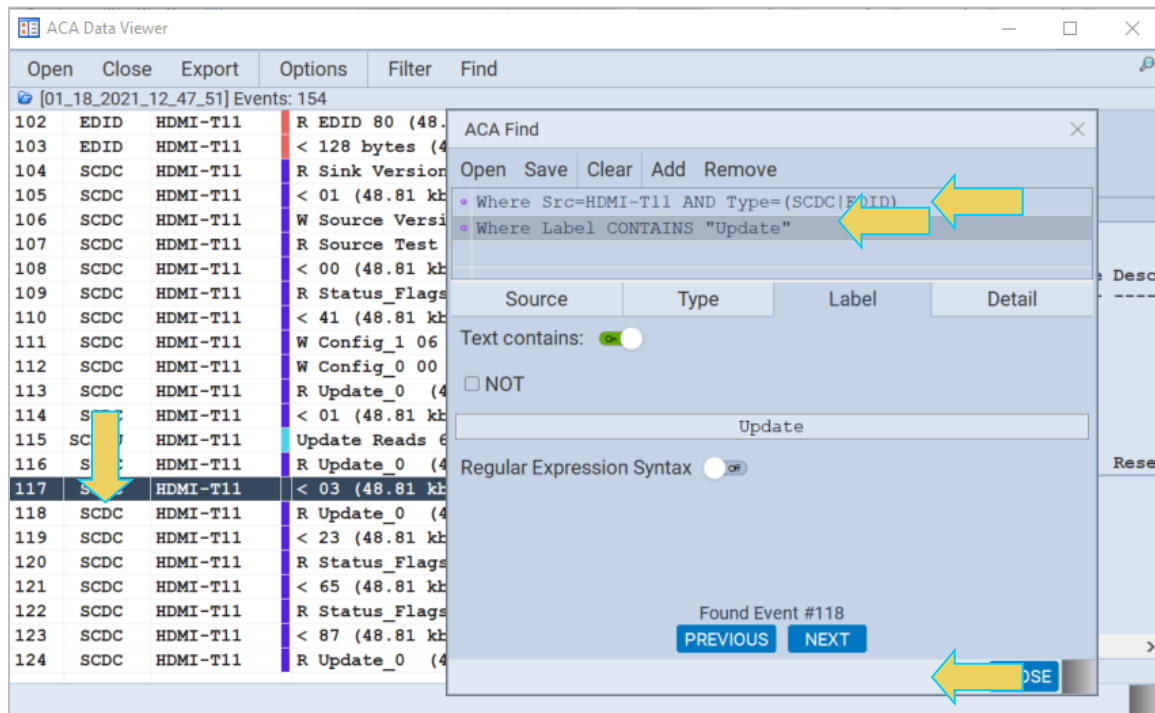 ACA Data Viewer
Open Close Export Options Filter Find
[01_18_2021_12_47_51] Events: 154
102 EDID HDMI-T11 R EDID 80 (48.
103 EDID HDMI-T11 < 128 bytes (4
104 SCDC HDMI-T11 R Sink Version
105 SCDC HDMI-T11 < 01 (48.81 kb
106 SCDC HDMI-T11 W Source Versi
107 SCDC HDMI-T11 R Source Test
108 SCDC HDMI-T11 < 00 (48.81 kb
109 SCDC HDMI-T11 R Status_Flags
110 SCDC HDMI-T11 < 41 (48.81 kb
111 SCDC HDMI-T11 W Config_1 06
112 SCDC HDMI-T11 W Config_0 00
113 SCDC HDMI-T11 R Update_0 (4
114 HDMI-T11 < 01 (48.81 kb
115 HDMI-T11 Update Reads 6
116 HDMI-T11 R Update_0 (4
117 HDMI-T11 < 03 (48.81 kb
118 SCDC HDMI-T11 R Update_0 (4
119 SCDC HDMI-T11 < 23 (48.81 kb
120 SCDC HDMI-T11 R Status_Flags
121 SCDC HDMI-T11 < 65 (48.81 kb
122 SCDC HDMI-T11 R Status_Flags
123 SCDC HDMI-T11 < 87 (48.81 kb
124 SCDC HDMI-T11 R Update_0 (4
ACA Find
Open Save Clear Add Remove
Where Src=HDMI-T11 AND Type=(SCDC|EDID)
Where Label CONTAINS "Update"
Source Type Label Detail
Text contains: On
NOT
Update
Regular Expression Syntax Off
Found Event #118
PREVIOUS NEXT
e Desc
- ----
Rese